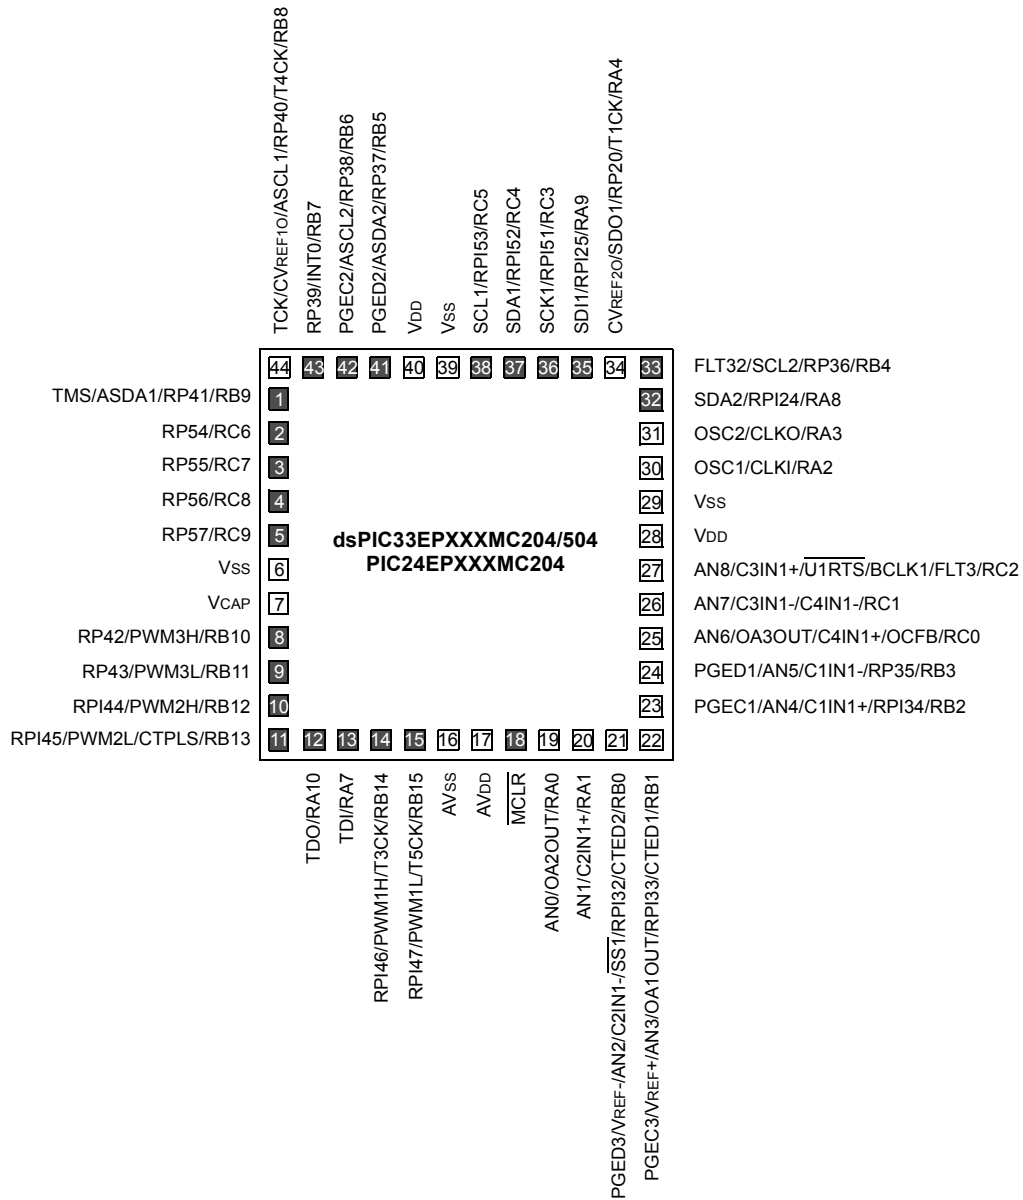 TCK/CVREF1O/ASCL1/RP40/T4CK/RB8
RP39/INT0/RB7
PGEC2/ASCL2/RP38/RB6
PGED2/ASDA2/RP37/RB5
VDD
VSS
SCL1/RPI53/RC5
SDA1/RPI52/RC4
SCK1/RPI51/RC3
SDI1/RPI25/RA9
CVREF2O/SDO1/RP20/T1CK/RA4
44 43 42 41 40 39 38 37 36 35 34 33 FLT32/SCL2/RP36/RB4
TMS/ASDA1/RP41/RB9 1 32 SDA2/RPI24/RA8
RP54/RC6 2 31 OSC2/CLKO/RA3
RP55/RC7 3 30 OSC1/CLKI/RA2
RP56/RC8 4 29 VSS
RP57/RC9 5 dsPIC33EPXXXMC204/504 28 VDD
VSS 6 PIC24EPXXXMC204 27 AN8/C3IN1+/U1RTS/BCLK1/FLT3/RC2
VCAP 7 26 AN7/C3IN1-/C4IN1-/RC1
RP42/PWM3H/RB10 8 25 AN6/OA3OUT/C4IN1+/OCFB/RC0
RP43/PWM3L/RB11 9 24 PGED1/AN5/C1IN1-/RP35/RB3
RPI44/PWM2H/RB12 10 23 PGEC1/AN4/C1IN1+/RPI34/RB2
RPI45/PWM2L/CTPLS/RB13 11 12 13 14 15 16 17 18 19 20 21 22
TDO/RA10
TDI/RA7
RPI46/PWM1H/T3CK/RB14
RPI47/PWM1L/T5CK/RB15
AVSS
AVDD
MCLR
AN0/OA2OUT/RA0
AN1/C2IN1+/RA1
PGED3/VREF-/AN2/C2IN1-/SS1/RPI32/CTED2/RB0
PGEC3/VREF+/AN3/OA1OUT/RPI33/CTED1/RB1